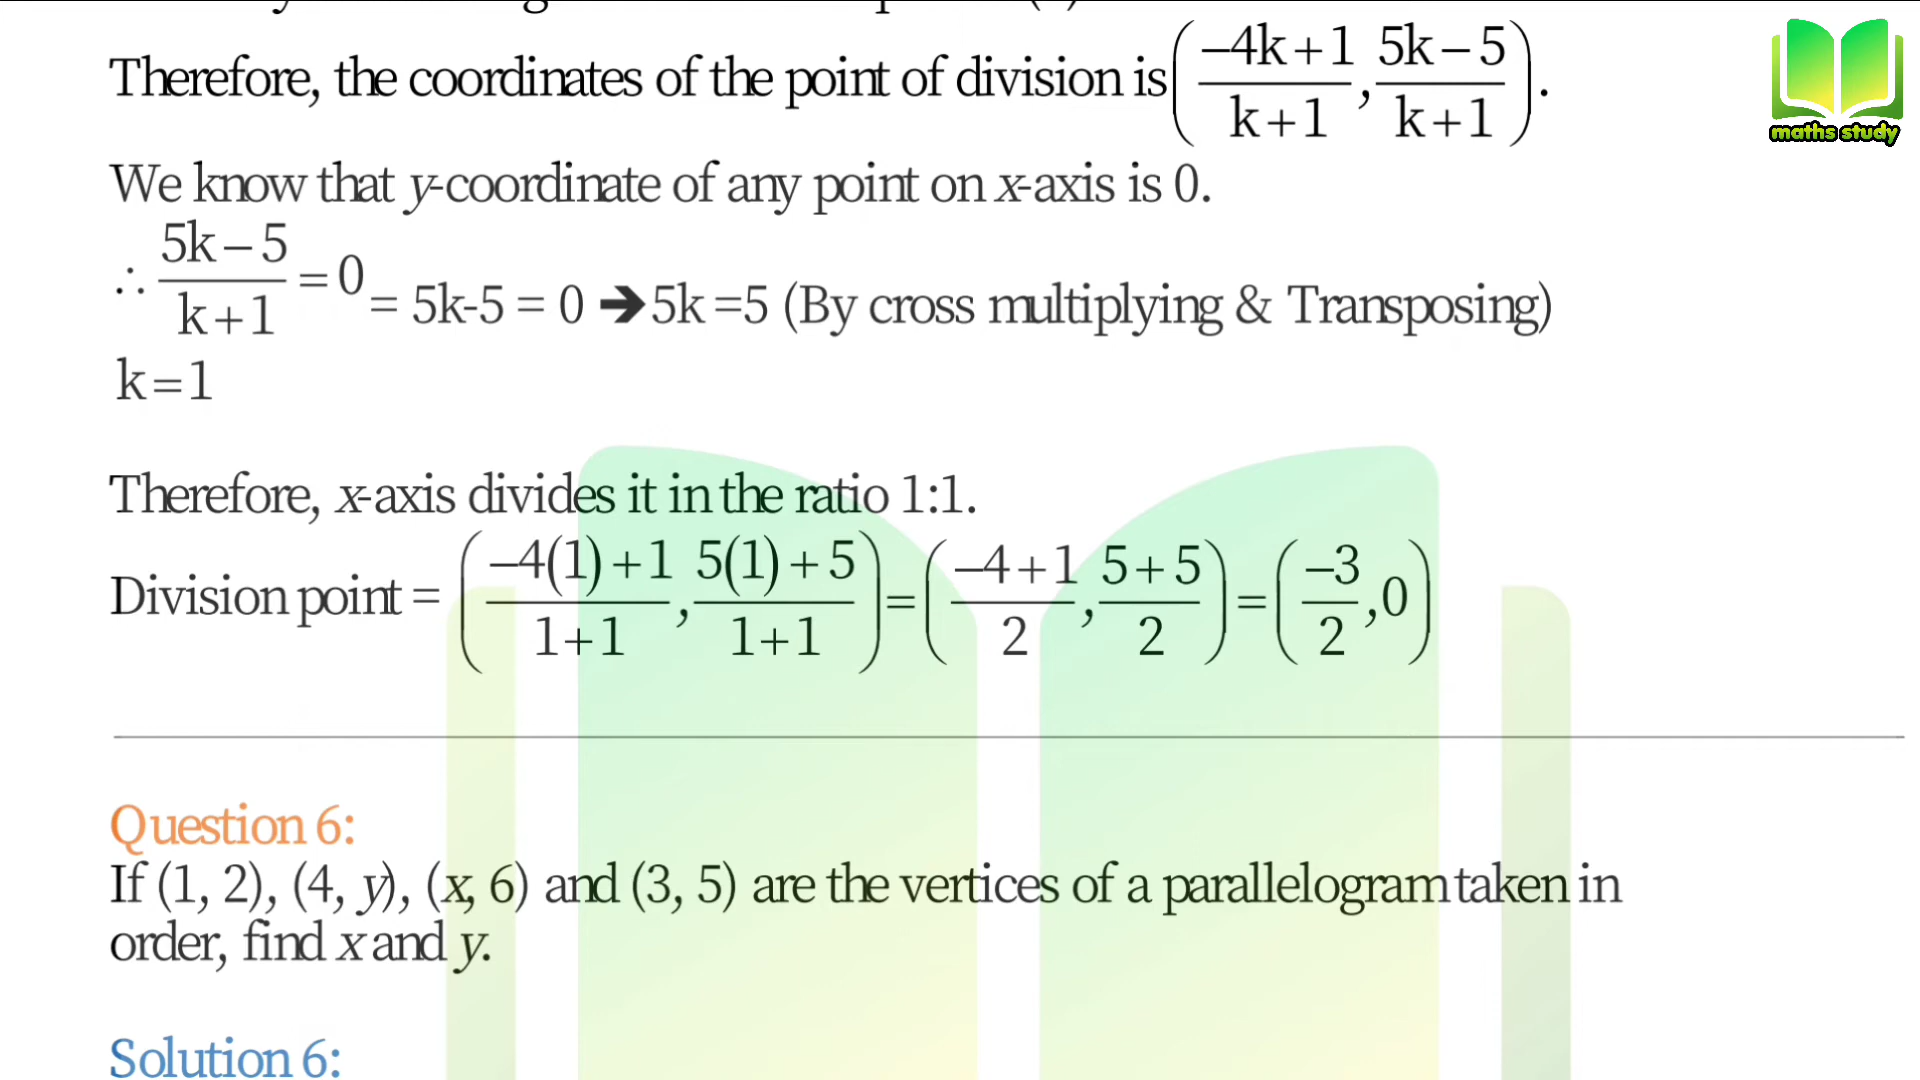 Therefore, the coordinates of the point of division is (−4k+1/k+1, 5k−5/k+1).
maths study
We know that y-coordinate of any point on x-axis is 0.
∴ 5k−5/k+1 = 0 = 5k-5 = 0 ➔5k =5 (By cross multiplying & Transposing)
k=1
Therefore, x-axis divides it in the ratio 1:1.
Division point = (−4(1)+1/1+1, 5(1)+5/1+1) = (−4+1/2, 5+5/2) = (−3/2, 0)
Question 6:
If (1, 2), (4, y), (x, 6) and (3, 5) are the vertices of a parallelogram taken in
order, find x and y.
Solution 6: